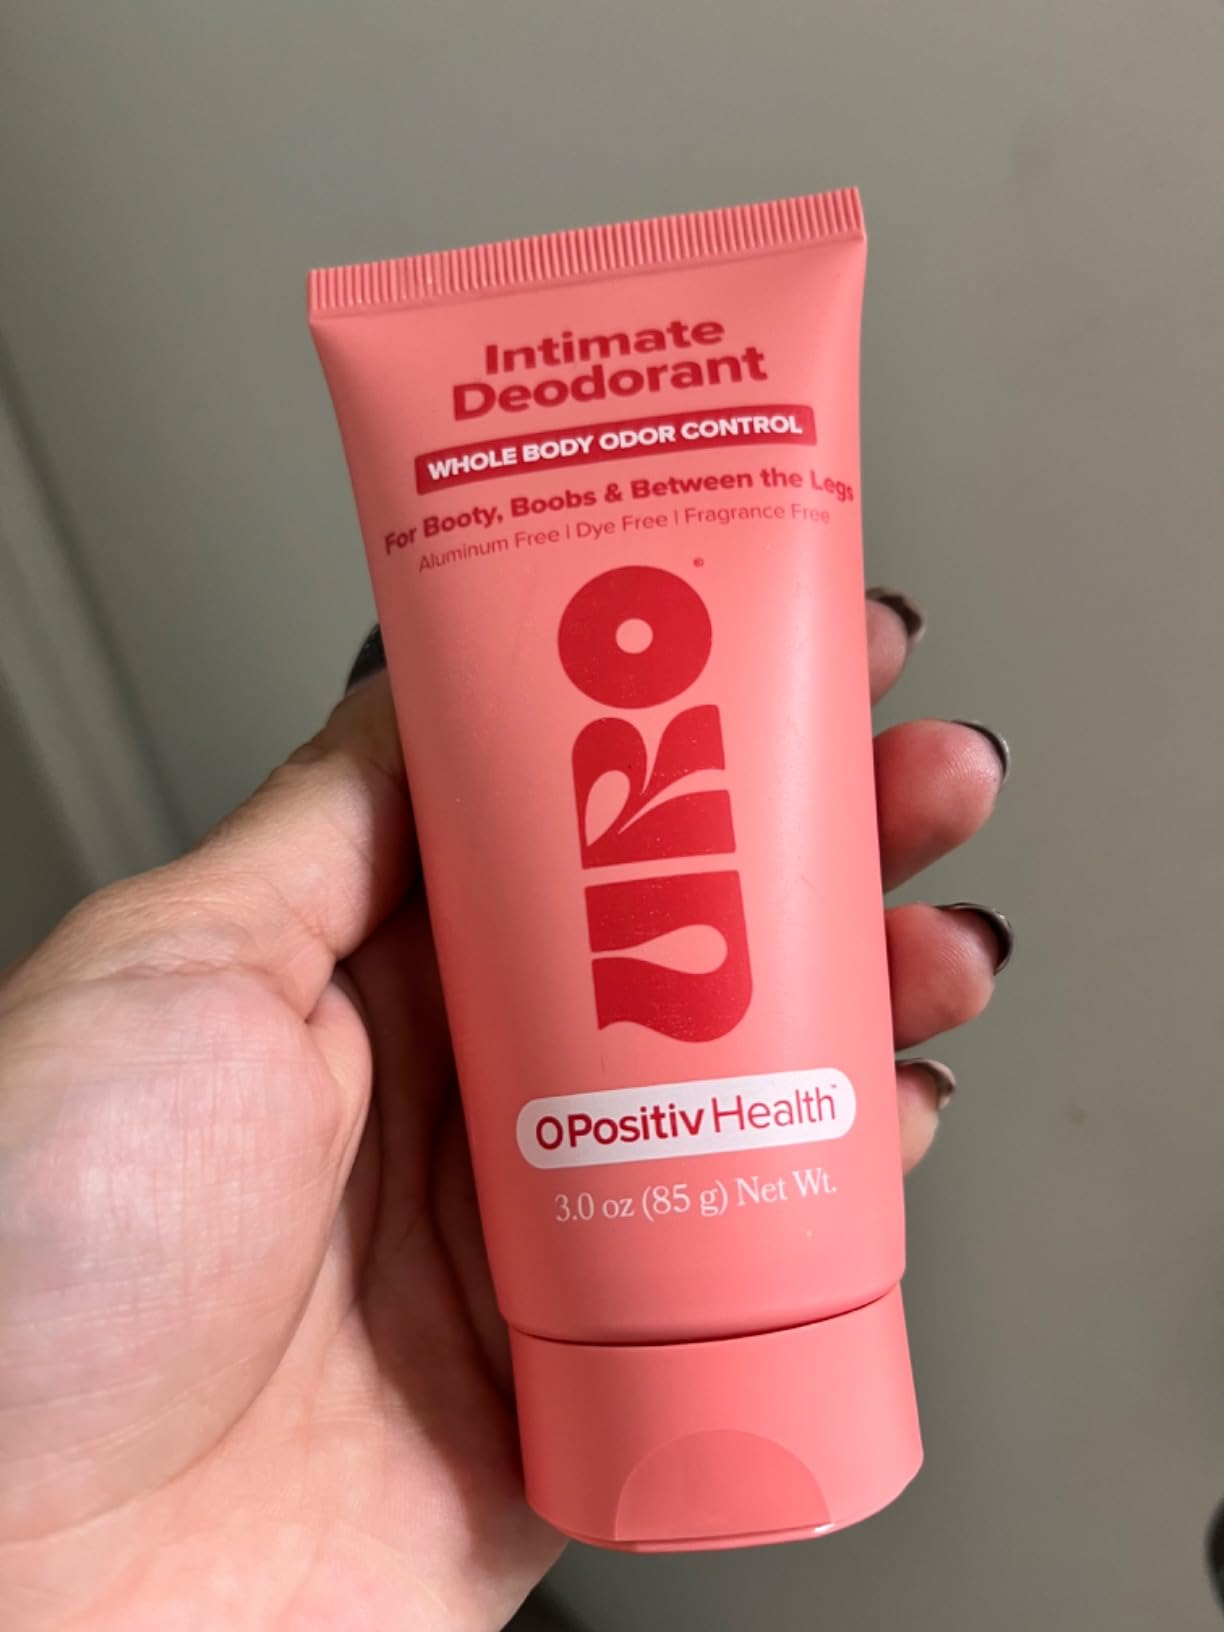 Intimate
Deodorant
WHOLE BODY ODOR CONTROL
For Booty, Boobs & Between the Legs
Aluminum Free | Dye Free | Fragrance Free
URO
OPositiv Health™
3.0 oz (85 g) Net Wt.